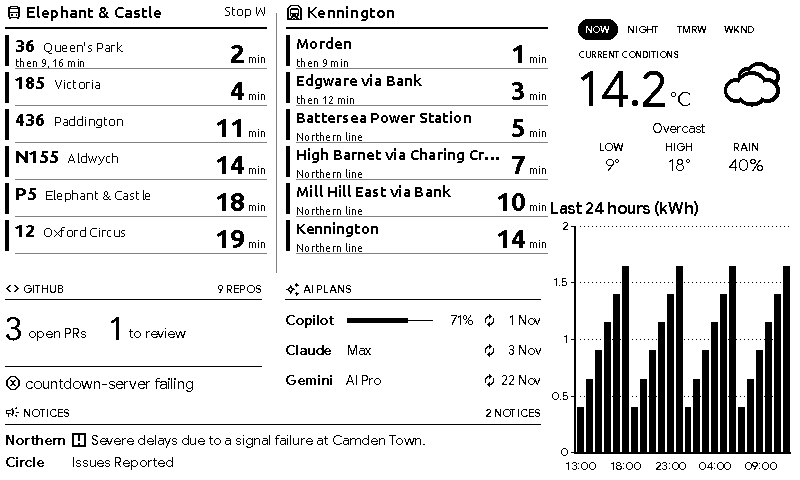 Elephant & Castle Stop W
36 Queen's Park 2 min
then 9, 16 min
185 Victoria 4 min
436 Paddington 11 min
N155 Aldwych 14 min
P5 Elephant & Castle 18 min
12 Oxford Circus 19 min
Kennington
Morden 1 min
then 9 min
Edgware via Bank 3 min
then 12 min
Battersea Power Station 5 min
Northern line
High Barnet via Charing Cr... 7 min
Northern line
Mill Hill East via Bank 10 min
Northern line
Kennington 14 min
Northern line
NOW NIGHT TMRW WKND
CURRENT CONDITIONS
14.2°C
Overcast
LOW HIGH RAIN
9° 18° 40%
Last 24 hours (kWh)
2
1.5
1
0.5
0
13:00 18:00 23:00 04:00 09:00
GITHUB 9 REPOS
3 open PRs 1 to review
countdown-server failing
AI PLANS
Copilot 71% 1 Nov
Claude Max 3 Nov
Gemini AI Pro 22 Nov
NOTICES 2 NOTICES
Northern Severe delays due to a signal failure at Camden Town.
Circle Issues Reported